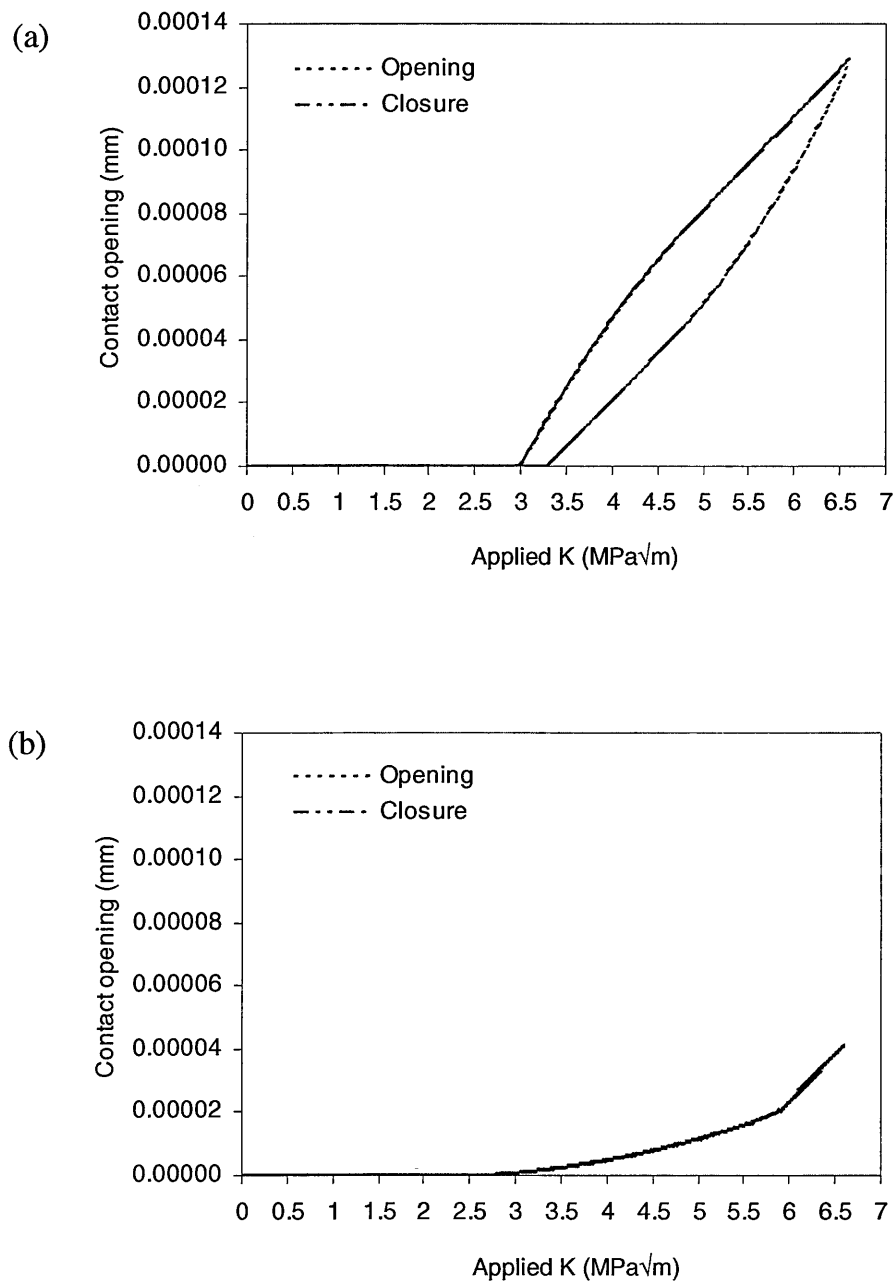 (a)
0.00014
0.00012
0.00010
0.00008
0.00006
0.00004
0.00002
0.00000
Contact opening (mm)
Opening
Closure
0 0.5 1 1.5 2 2.5 3 3.5 4 4.5 5 5.5 6 6.5 7
Applied K (MPa√m)
(b)
0.00014
0.00012
0.00010
0.00008
0.00006
0.00004
0.00002
0.00000
Contact opening (mm)
Opening
Closure
0 0.5 1 1.5 2 2.5 3 3.5 4 4.5 5 5.5 6 6.5 7
Applied K (MPa√m)